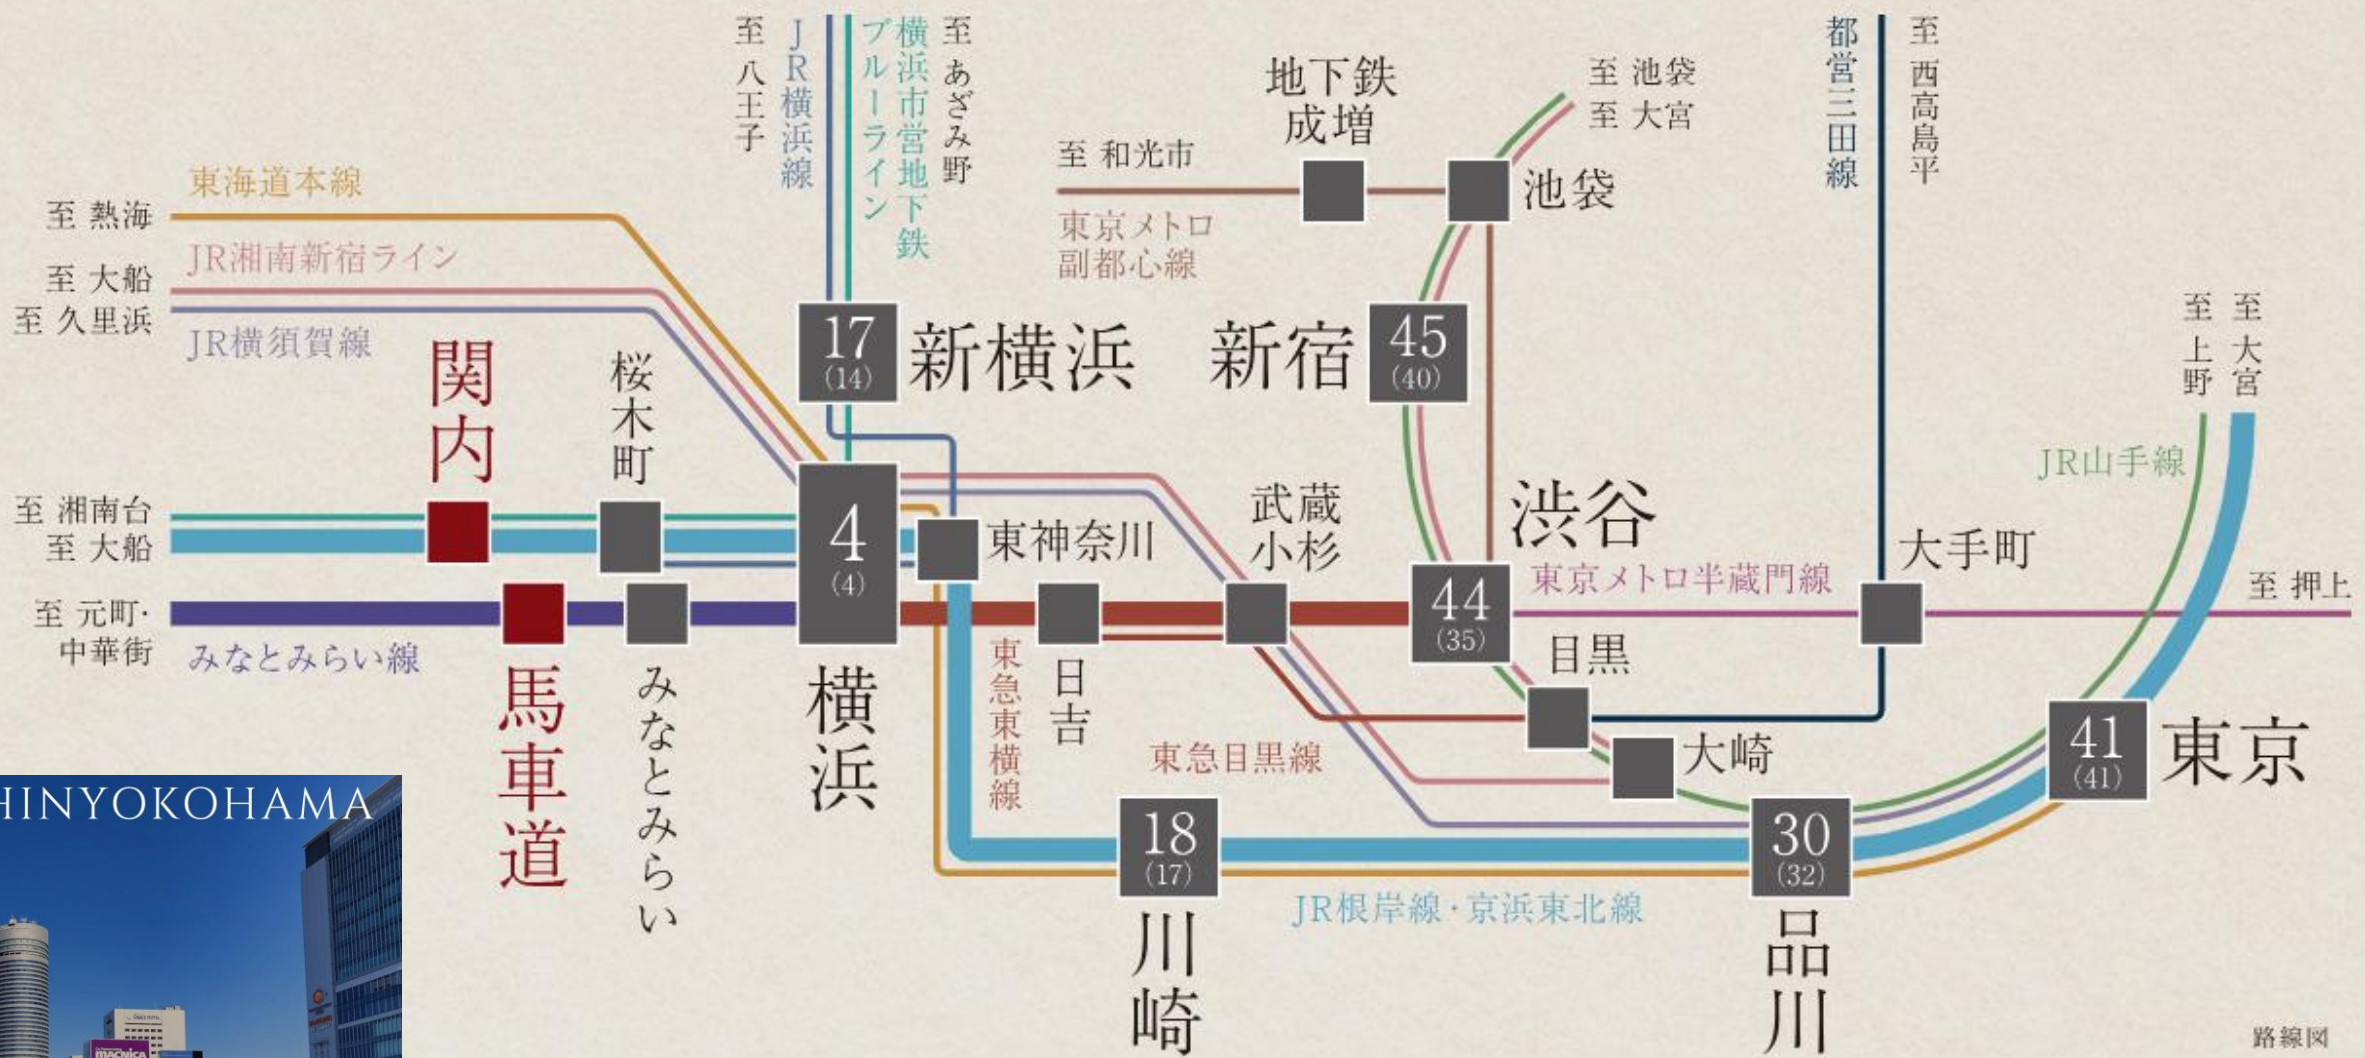 至 八王子
JR横浜線
横浜市営地下鉄
ブルーライン
至 あざみ野
地下鉄
成増
至 池袋
至 大宮
都営三田線
至 西高島平
至 和光市
池袋
東京メトロ
副都心線
東海道本線
至 熱海
JR湘南新宿ライン
至 大船
至 久里浜
JR横須賀線
関内
桜木町
17
(14)
新横浜
新宿
45
(40)
至 上野
至 大宮
JR山手線
至 湘南台
至 大船
4
(4)
東神奈川
武蔵
小杉
渋谷
大手町
至 元町・
中華街
みなとみらい線
44
(35)
東京メトロ半蔵門線
至 押上
馬車道
みなとみらい
横浜
東急東横線
日吉
目黒
東急目黒線
大崎
41
(41)
東京
18
(17)
川崎
30
(32)
品川
JR根岸線・京浜東北線
路線図
HINYOKOHAMA
macnica